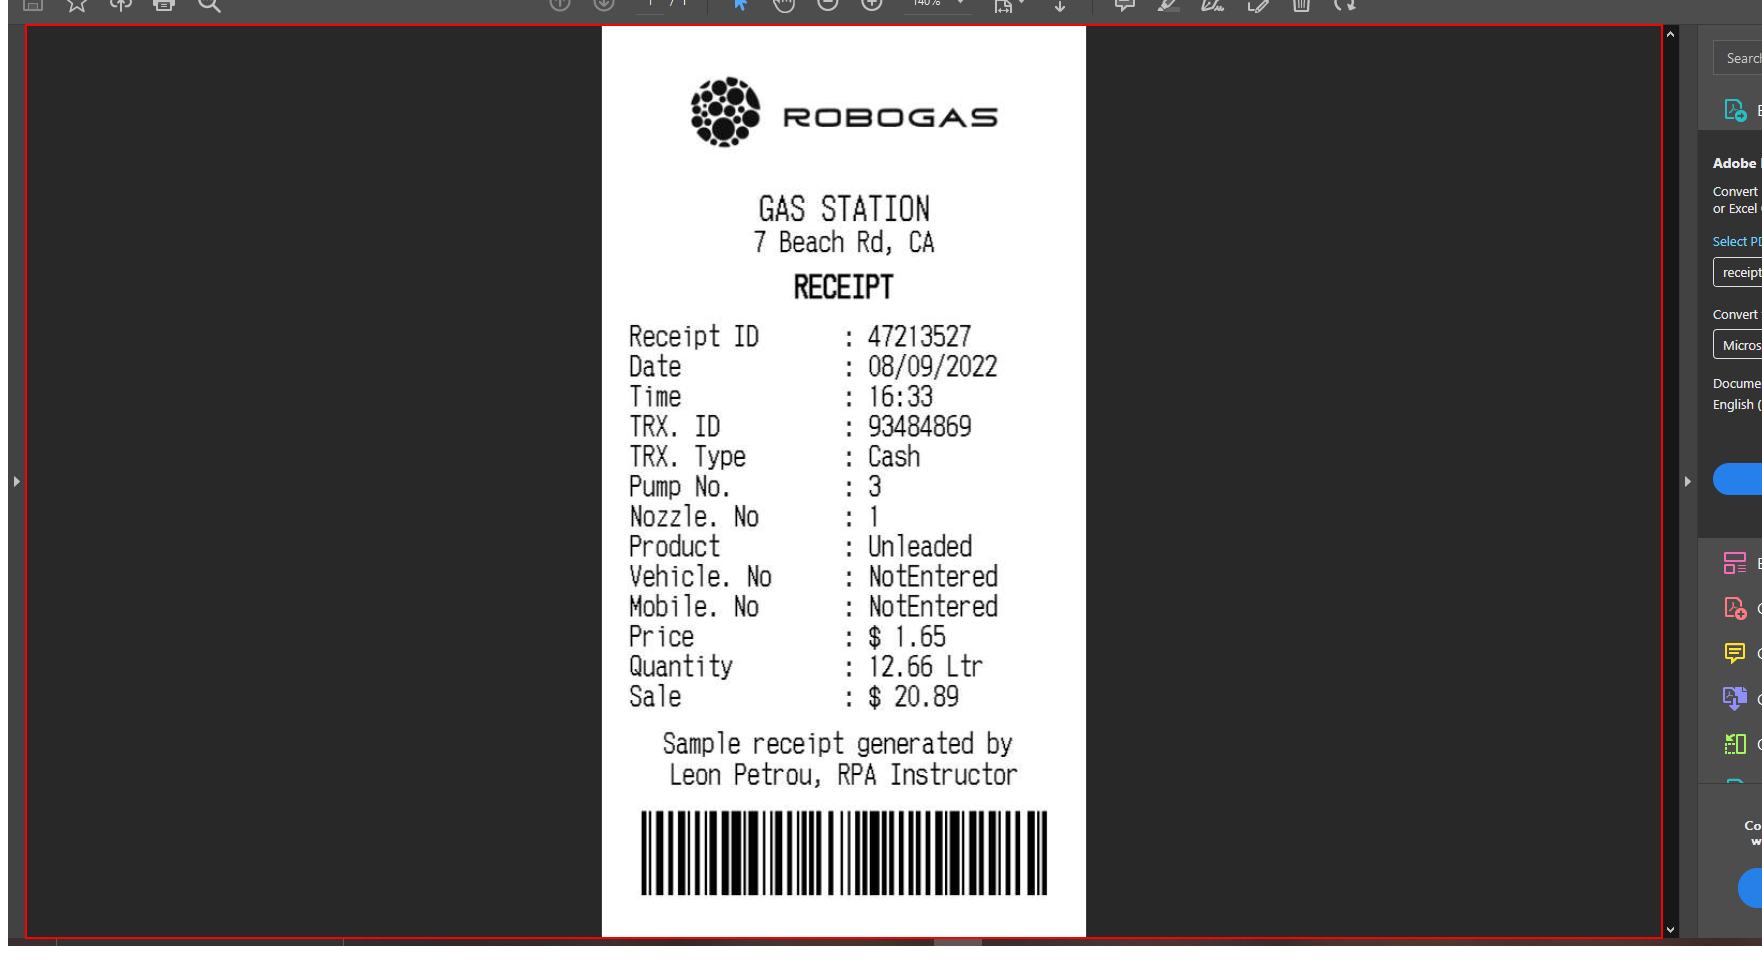 1 / 1
140%
ROBOGAS
GAS STATION
7 Beach Rd, CA
RECEIPT
Receipt ID : 47213527
Date : 08/09/2022
Time : 16:33
TRX. ID : 93484869
TRX. Type : Cash
Pump No. : 3
Nozzle. No : 1
Product : Unleaded
Vehicle. No : NotEntered
Mobile. No : NotEntered
Price : $ 1.65
Quantity : 12.66 Ltr
Sale : $ 20.89
Sample receipt generated by
Leon Petrou, RPA Instructor
Searc
Adobe
Convert
or Excel
Select P
receipt
Convert
Micros
Docume
English (
Co
w